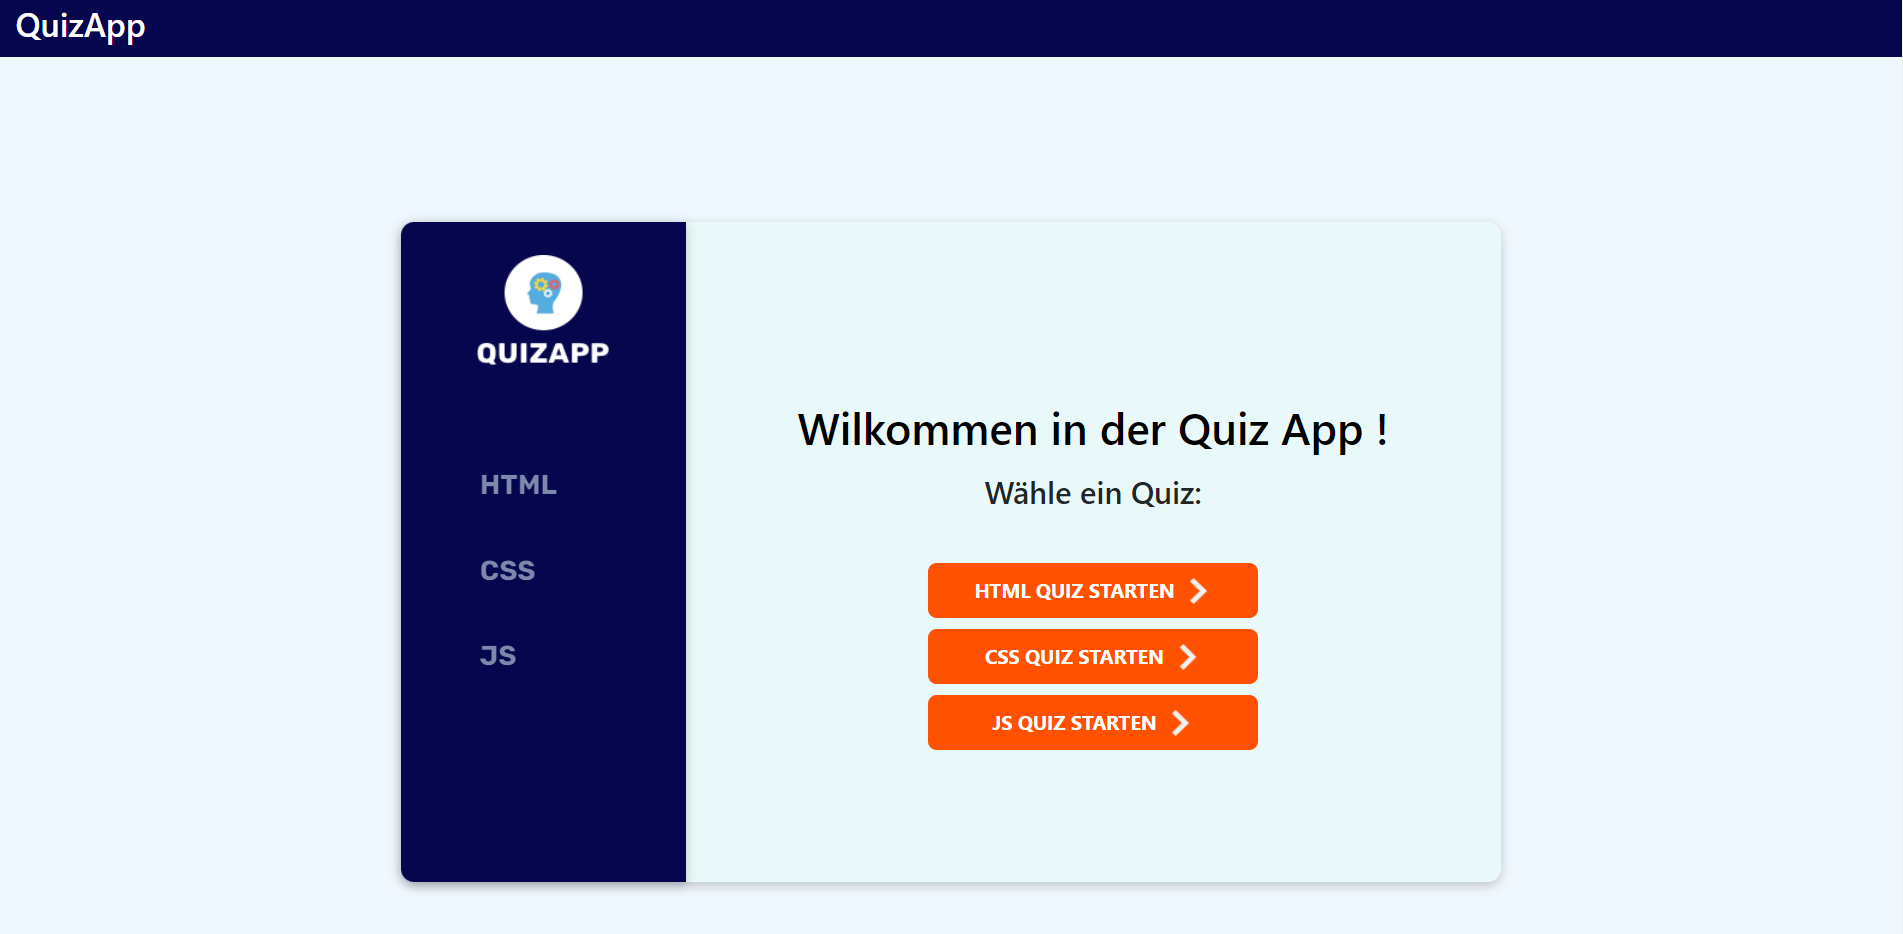 QuizApp
QUIZAPP
HTML
CSS
JS
Wilkommen in der Quiz App !
Wähle ein Quiz:
HTML QUIZ STARTEN
CSS QUIZ STARTEN
JS QUIZ STARTEN